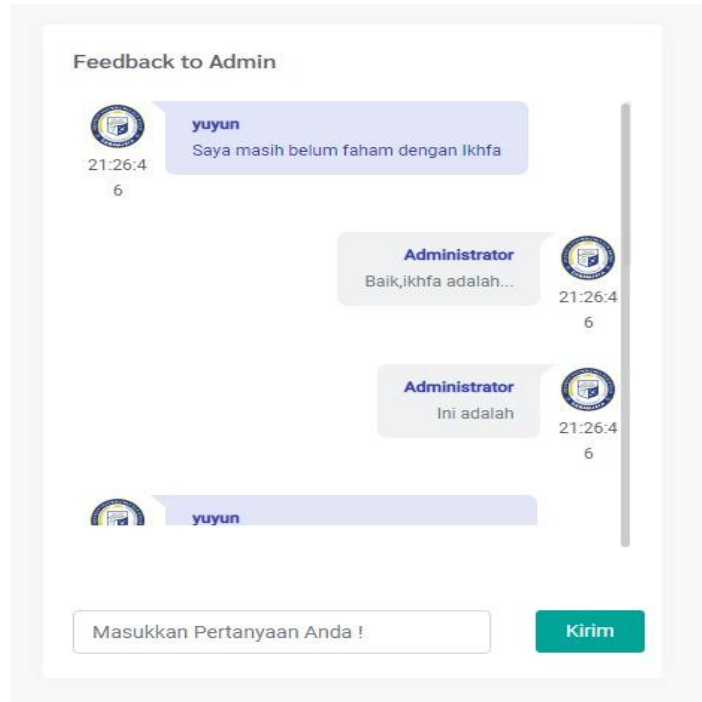 Feedback to Admin
yuyun
Saya masih belum faham dengan Ikhfa
21:26:4
6
Administrator
Baik,ikhfa adalah...
21:26:4
6
Administrator
Ini adalah
21:26:4
6
yuyun
Masukkan Pertanyaan Anda !
Kirim